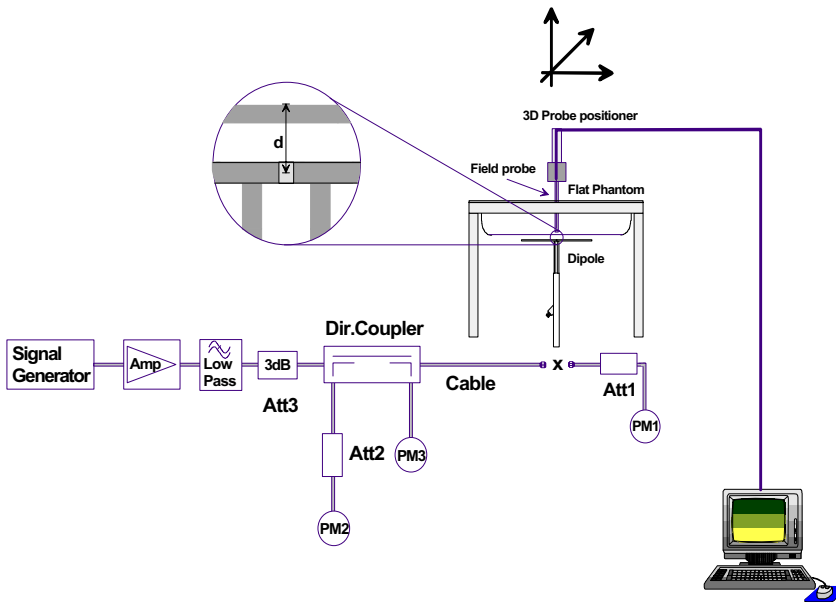 3D Probe positioner
d
Field probe
Flat Phantom
Dipole
Dir.Coupler
Signal
Generator
Amp
Low
Pass
3dB
Att3
Cable
x
Att1
PM1
Att2
PM3
PM2